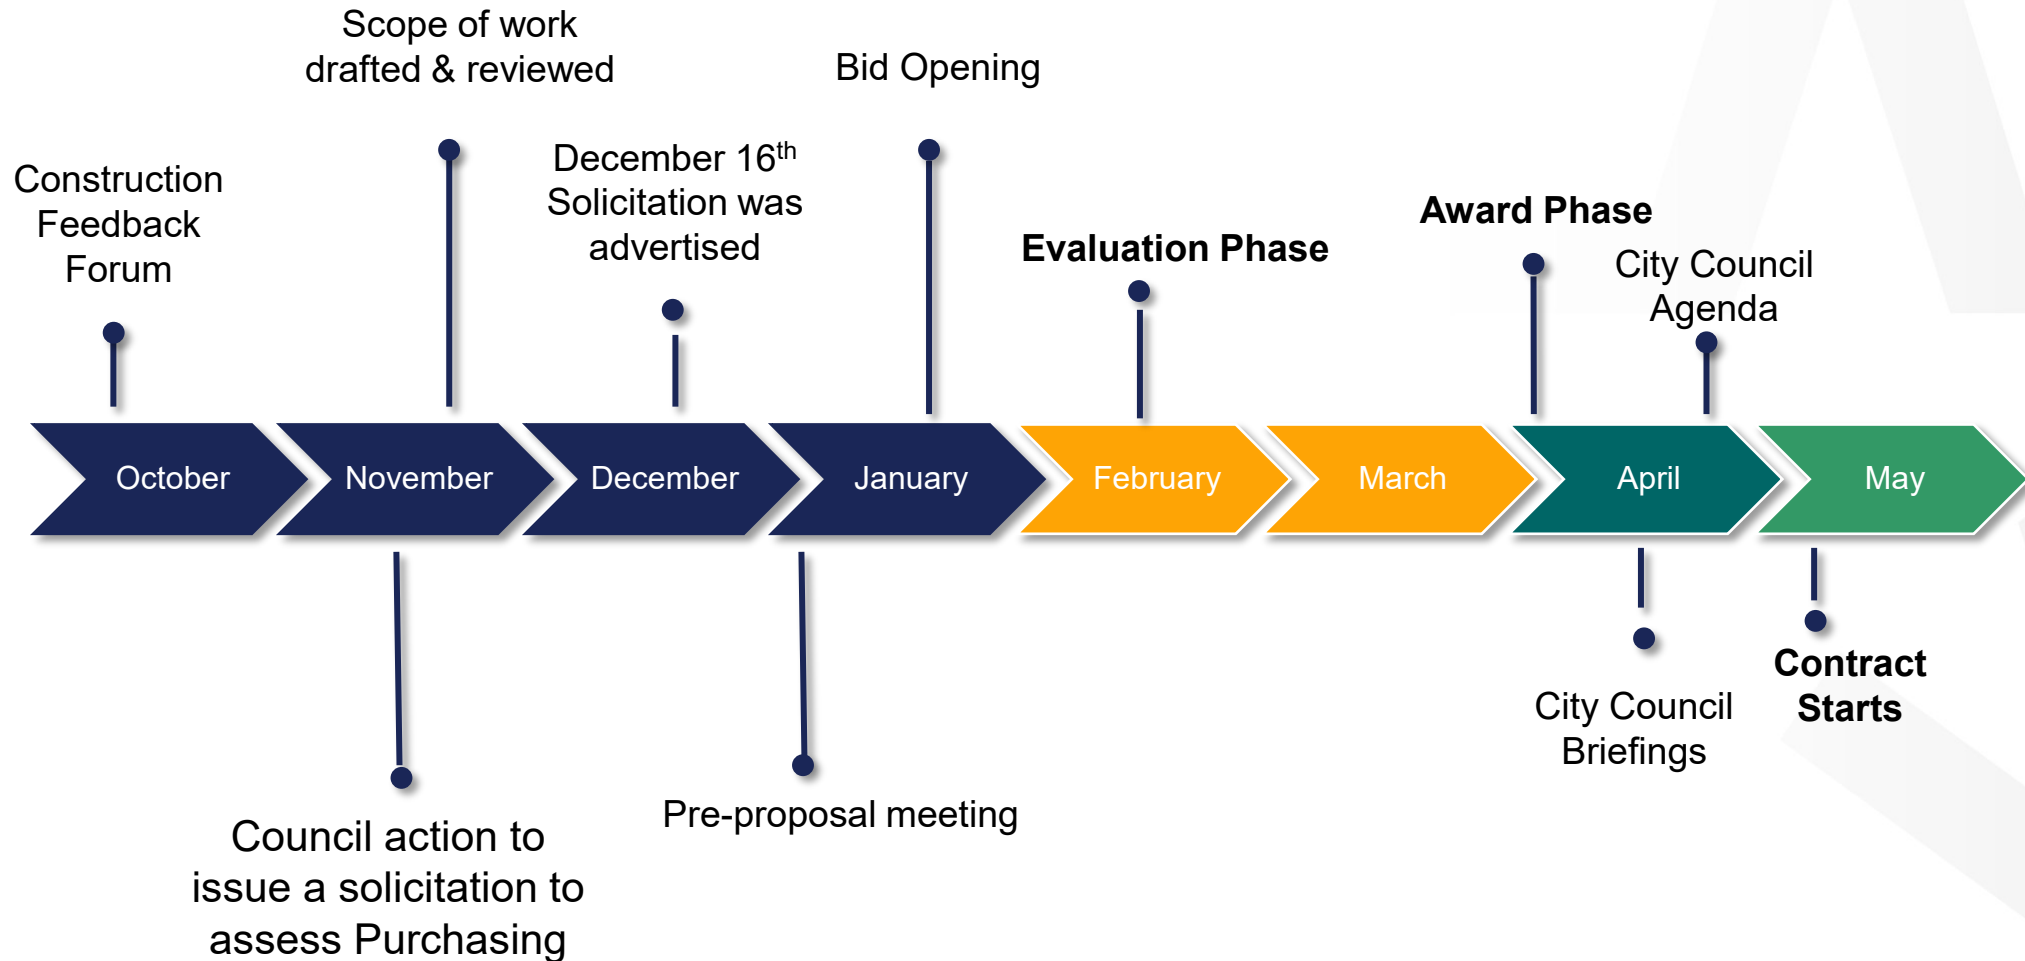 Scope of work
drafted & reviewed
Bid Opening
Construction
Feedback
Forum
December 16th
Solicitation was
advertised
Evaluation Phase
Award Phase
City Council
Agenda
October
November
December
January
February
March
April
May
Council action to
issue a solicitation to
assess Purchasing
Pre-proposal meeting
City Council
Briefings
Contract
Starts